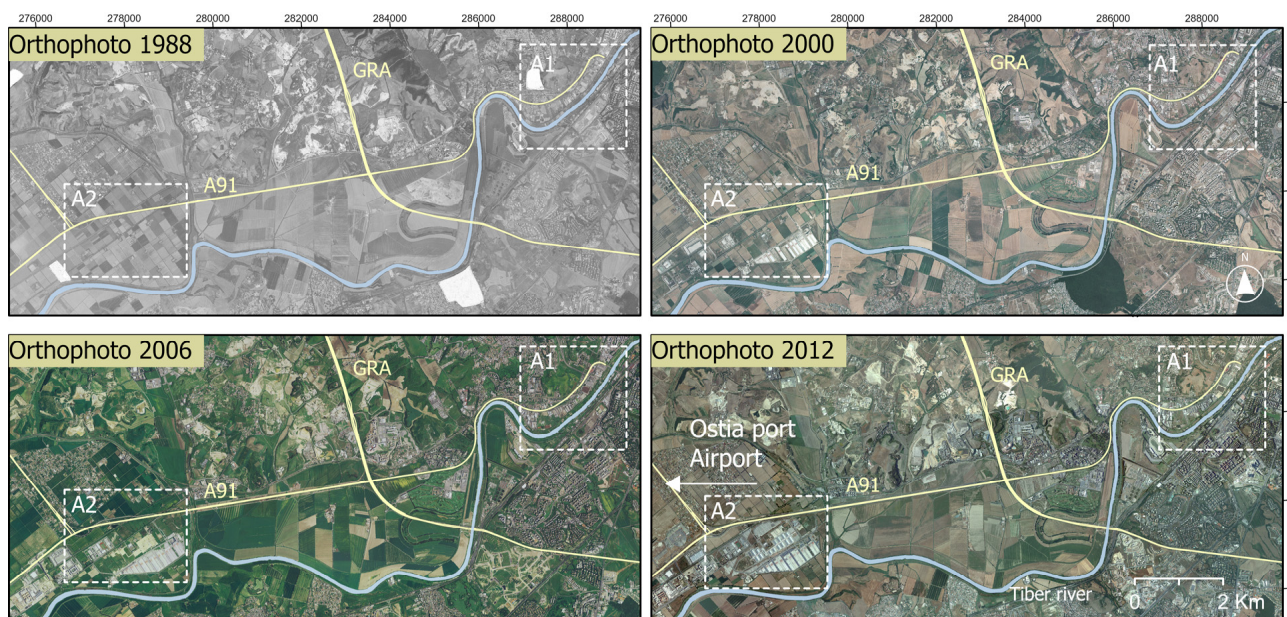 276000 278000 280000 282000 284000 286000 288000
276000 278000 280000 282000 284000 286000 288000
Orthophoto 1988
GRA
A1
A91
A2
Orthophoto 2000
GRA
A1
A91
A2
N
Orthophoto 2006
GRA
A1
A91
A2
Orthophoto 2012
GRA
A1
Ostia port
Airport
A91
A2
Tiber river
0 2 Km